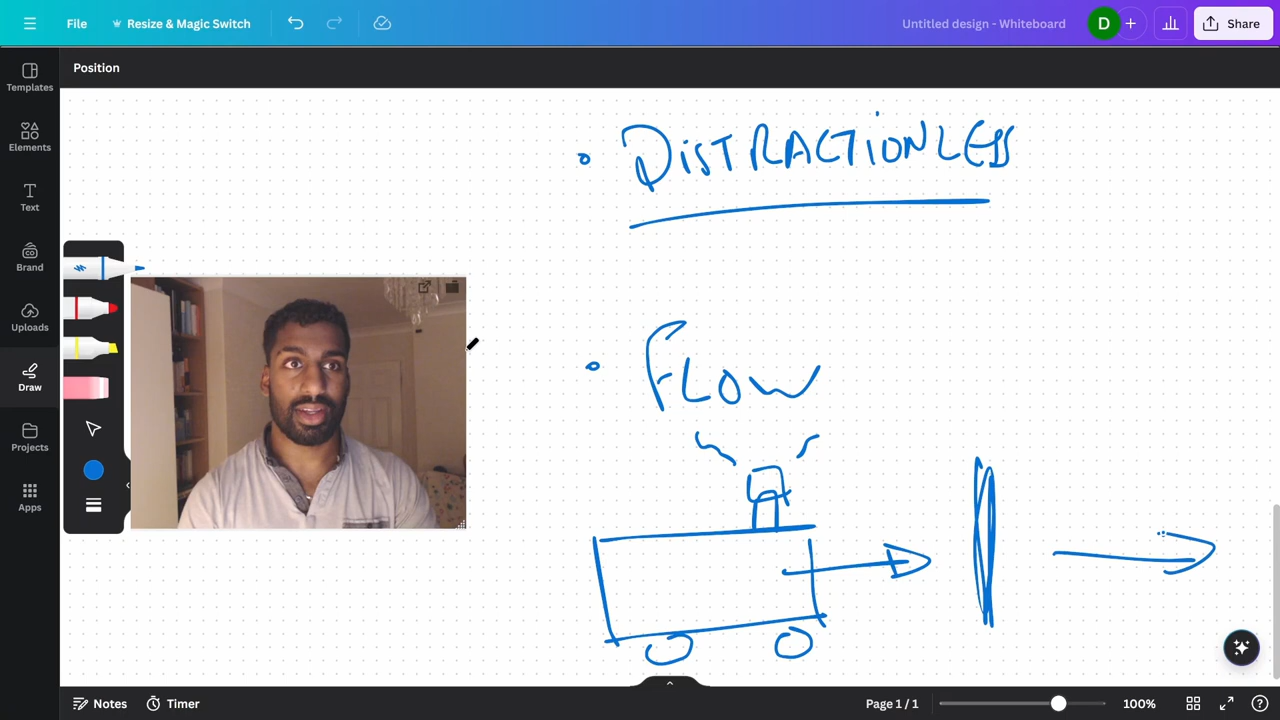 File
Resize & Magic Switch
Untitled design - Whiteboard
D
Share
Position
Templates
Elements
Text
Brand
Uploads
Draw
Projects
Apps
DiSTRACTiONLESS
FLOW
Notes
Timer
Page 1 / 1
100%